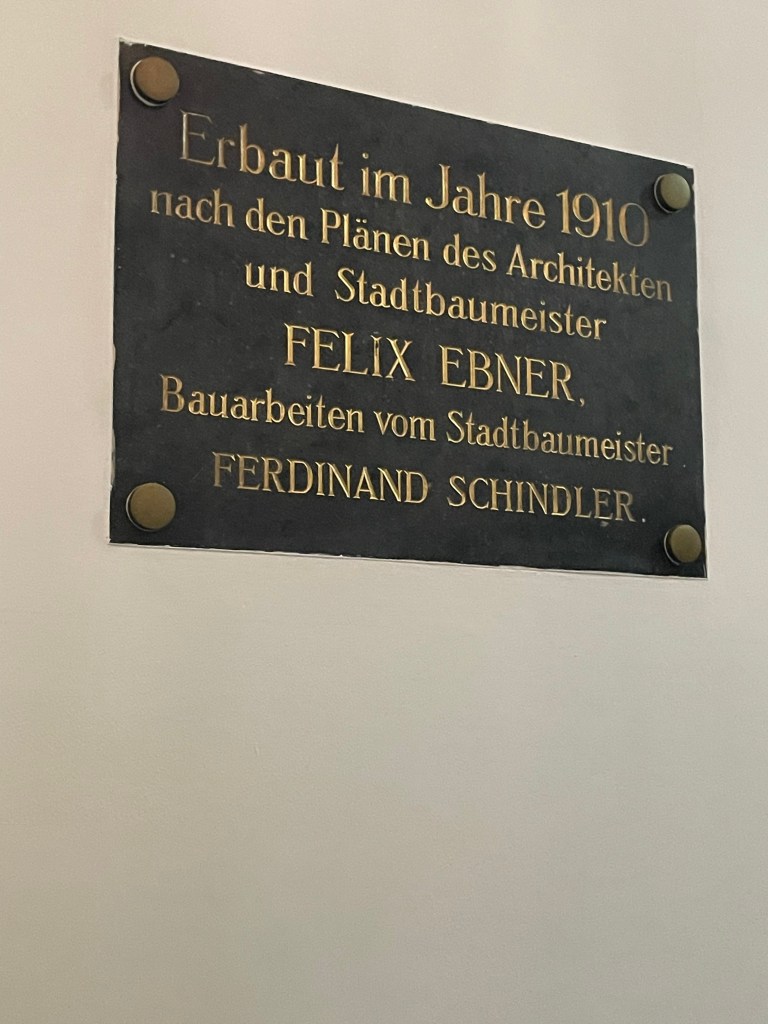 Erbaut im Jahre 1910
nach den Plänen des Architekten
und Stadtbaumeister
FELIX EBNER,
Bauarbeiten vom Stadtbaumeister
FERDINAND SCHINDLER.